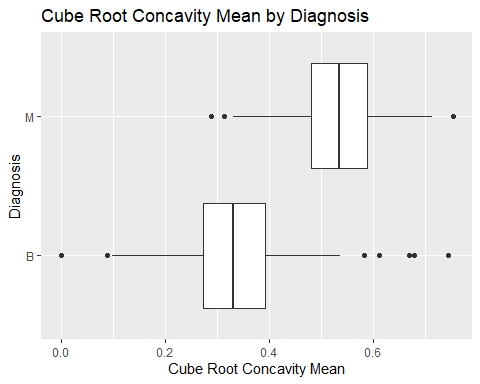 Cube Root Concavity Mean by Diagnosis
M
Diagnosis
B
0.0 0.2 0.4 0.6
Cube Root Concavity Mean